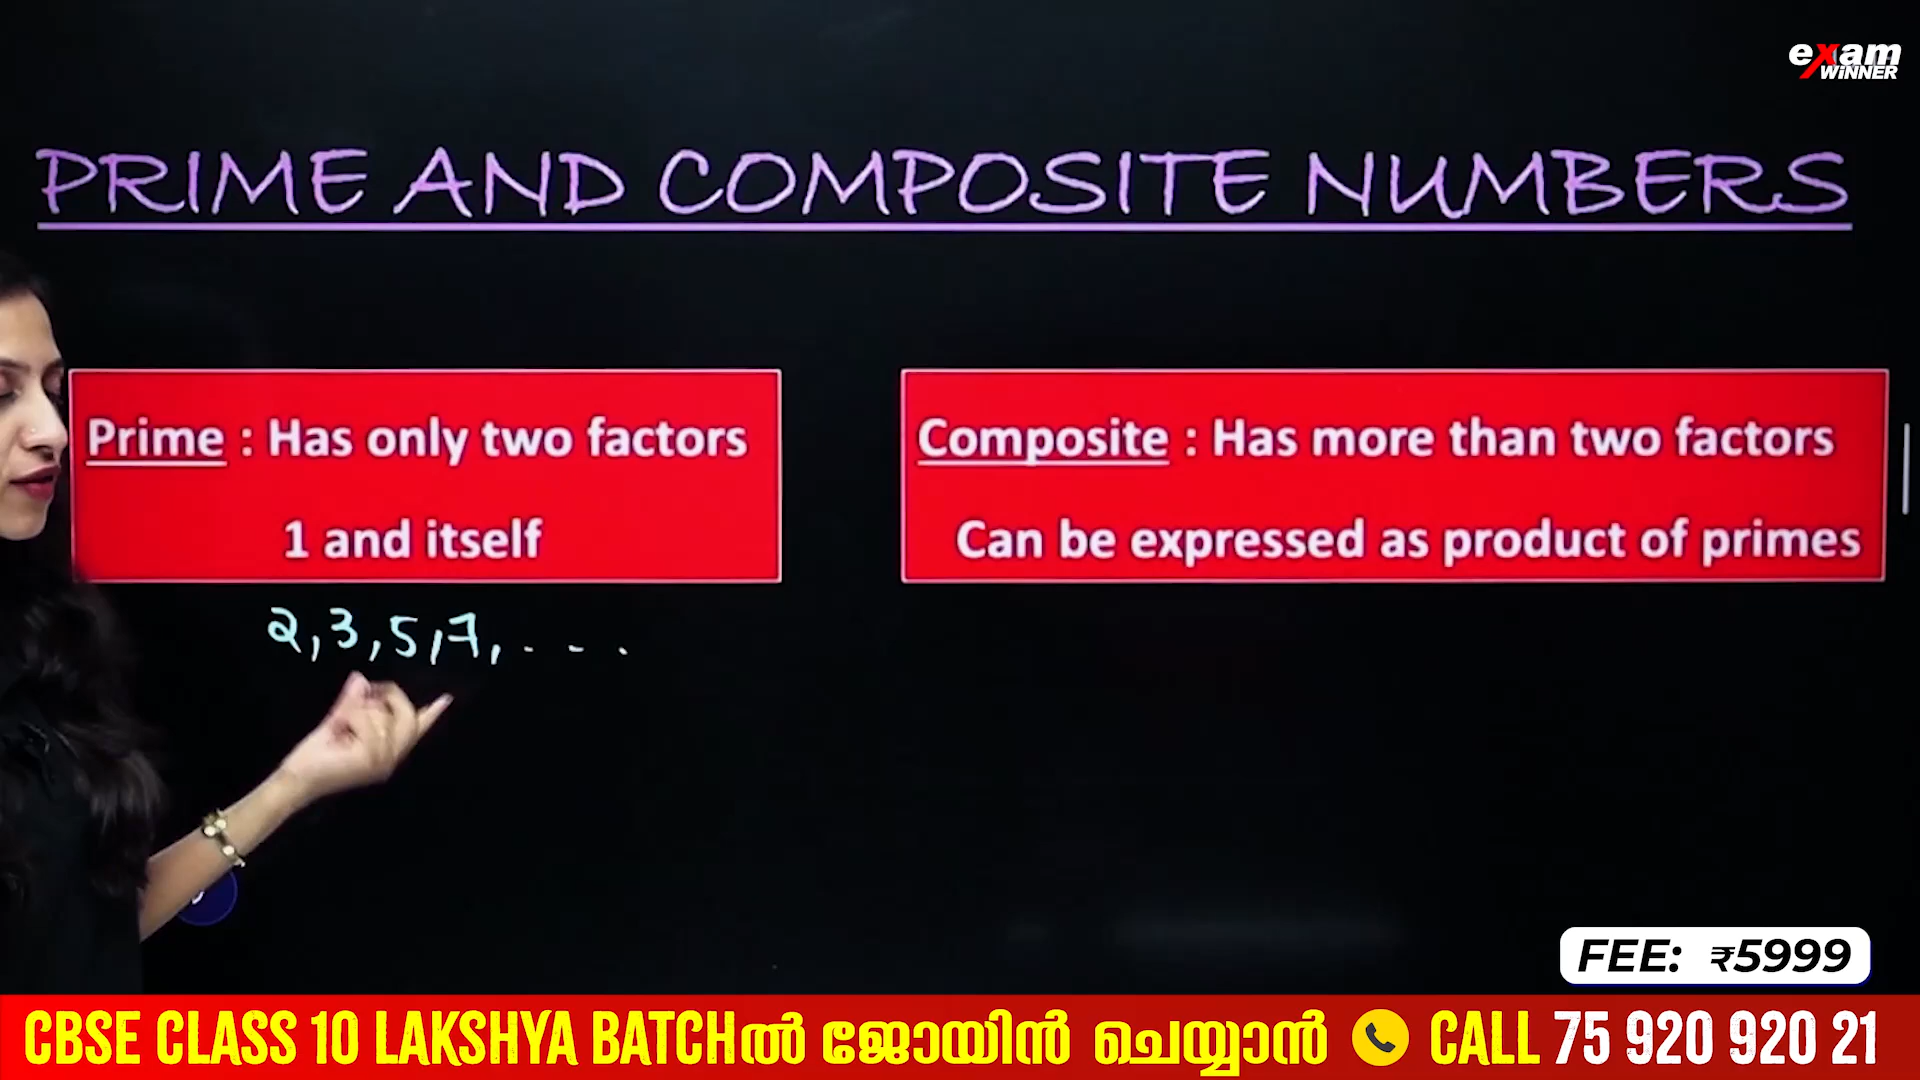 exam
WINNER
PRIME AND COMPOSITE NUMBERS
Prime : Has only two factors
1 and itself
Composite : Has more than two factors
Can be expressed as product of primes
2, 3, 5, 7, . . .
FEE: ₹5999
CBSE CLASS 10 LAKSHYA BATCHൽ ജോയിൻ ചെയ്യാൻ CALL 75 920 920 21